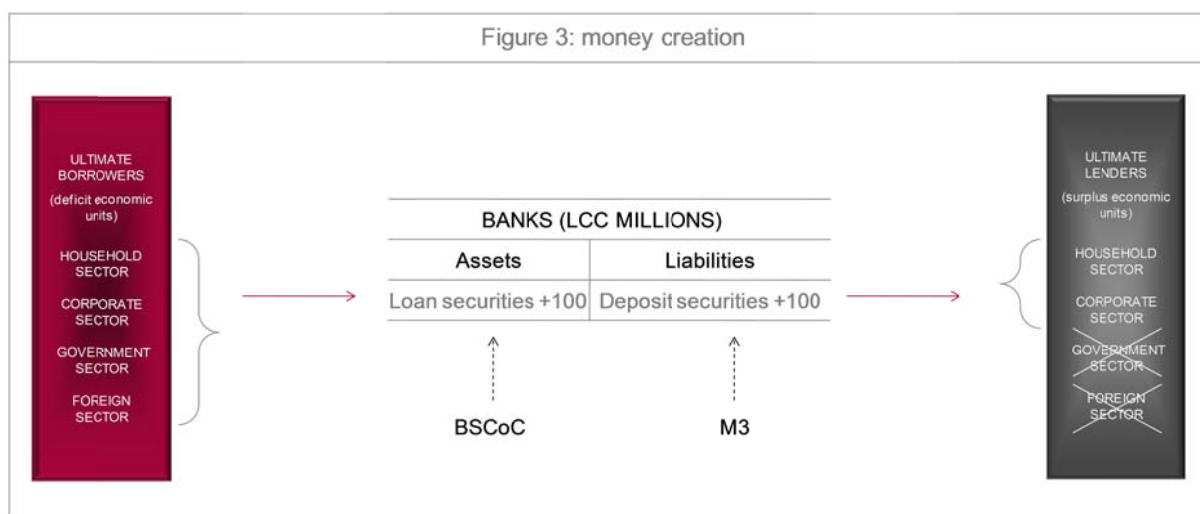 Figure 3: money creation
ULTIMATE
BORROWERS
(deficit economic
units)
HOUSEHOLD
SECTOR
CORPORATE
SECTOR
GOVERNMENT
SECTOR
FOREIGN
SECTOR
BANKS (LCC MILLIONS)
Assets
Liabilities
Loan securities +100
Deposit securities +100
BSCoC
M3
ULTIMATE
LENDERS
(surplus economic
units)
HOUSEHOLD
SECTOR
CORPORATE
SECTOR
GOVERNMENT
SECTOR
FOREIGN
SECTOR